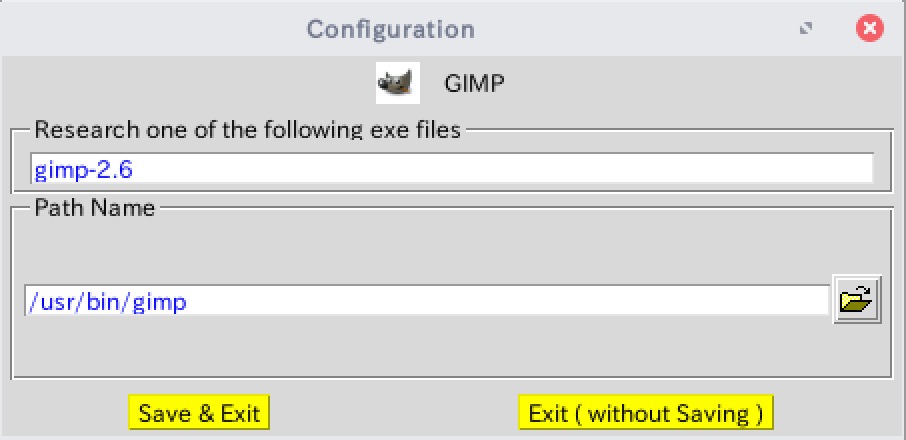 Configuration
GIMP
Research one of the following exe files
gimp-2.6
Path Name
/usr/bin/gimp
Save & Exit
Exit ( without Saving )